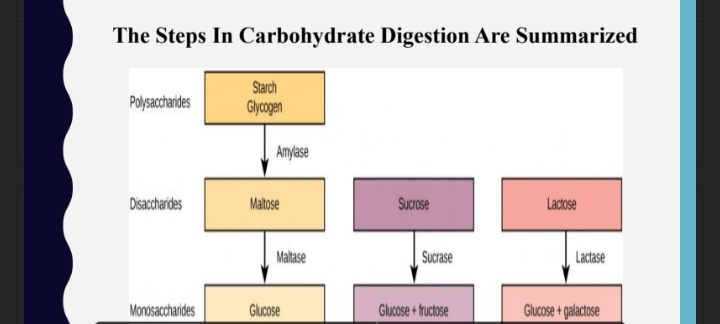 The Steps In Carbohydrate Digestion Are Summarized
Polysaccharides
Starch
Glycogen
Amylase
Disaccharides
Maltose
Sucrose
Lactose
Maltase
Sucrase
Lactase
Monosaccharides
Glucose
Glucose + fructose
Glucose + galactose